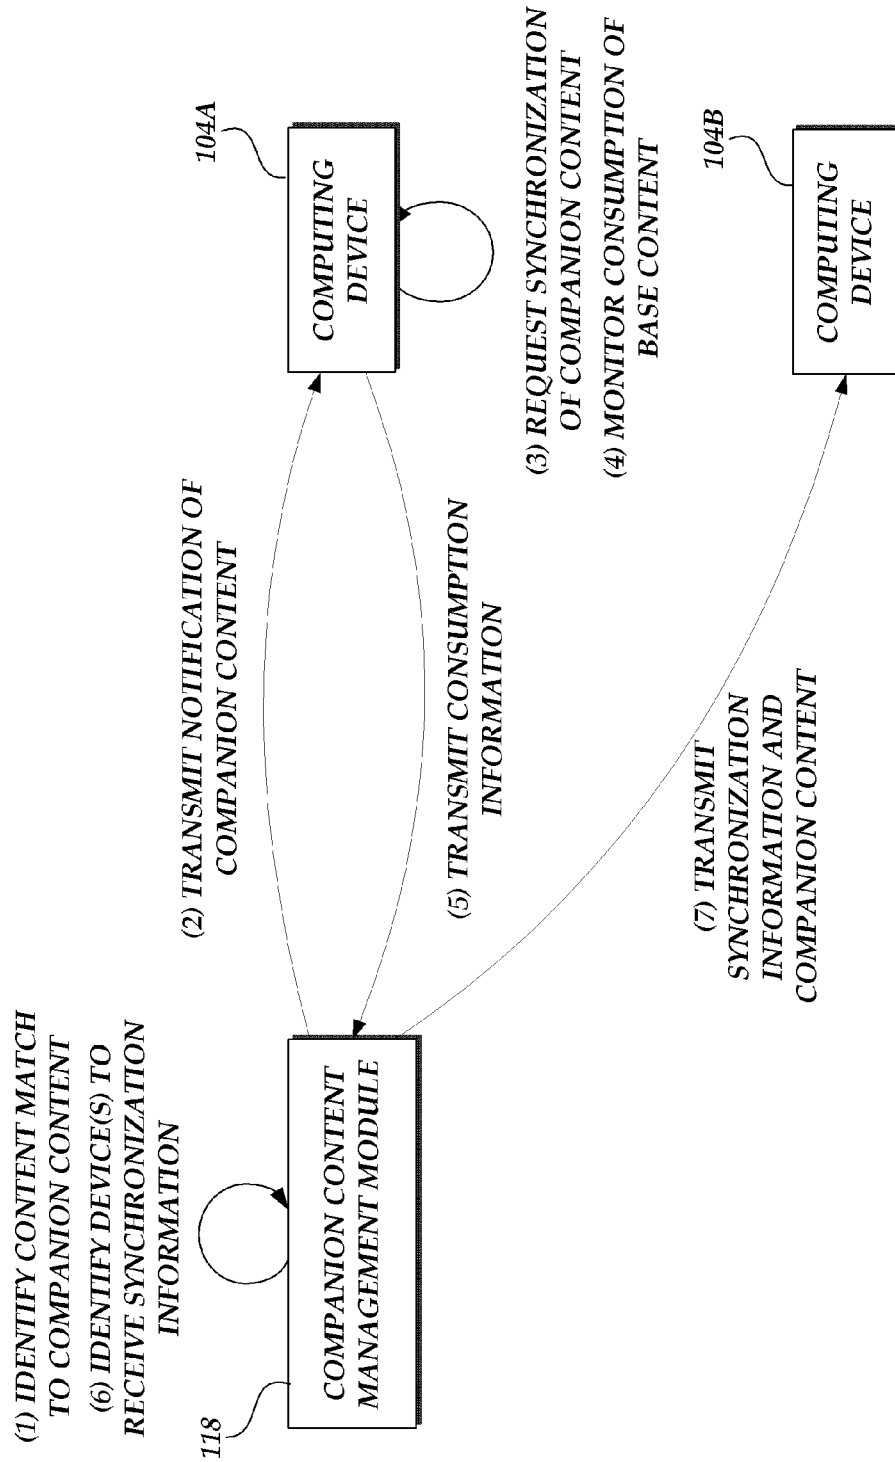 (1) IDENTIFY CONTENT MATCH
TO COMPANION CONTENT
(6) IDENTIFY DEVICE(S) TO
RECEIVE SYNCHRONIZATION
INFORMATION
118
COMPANION CONTENT
MANAGEMENT MODULE
(2) TRANSMIT NOTIFICATION OF
COMPANION CONTENT
(5) TRANSMIT CONSUMPTION
INFORMATION
(7) TRANSMIT
SYNCHRONIZATION
INFORMATION AND
COMPANION CONTENT
104A
COMPUTING
DEVICE
(3) REQUEST SYNCHRONIZATION
OF COMPANION CONTENT
(4) MONITOR CONSUMPTION OF
BASE CONTENT
104B
COMPUTING
DEVICE